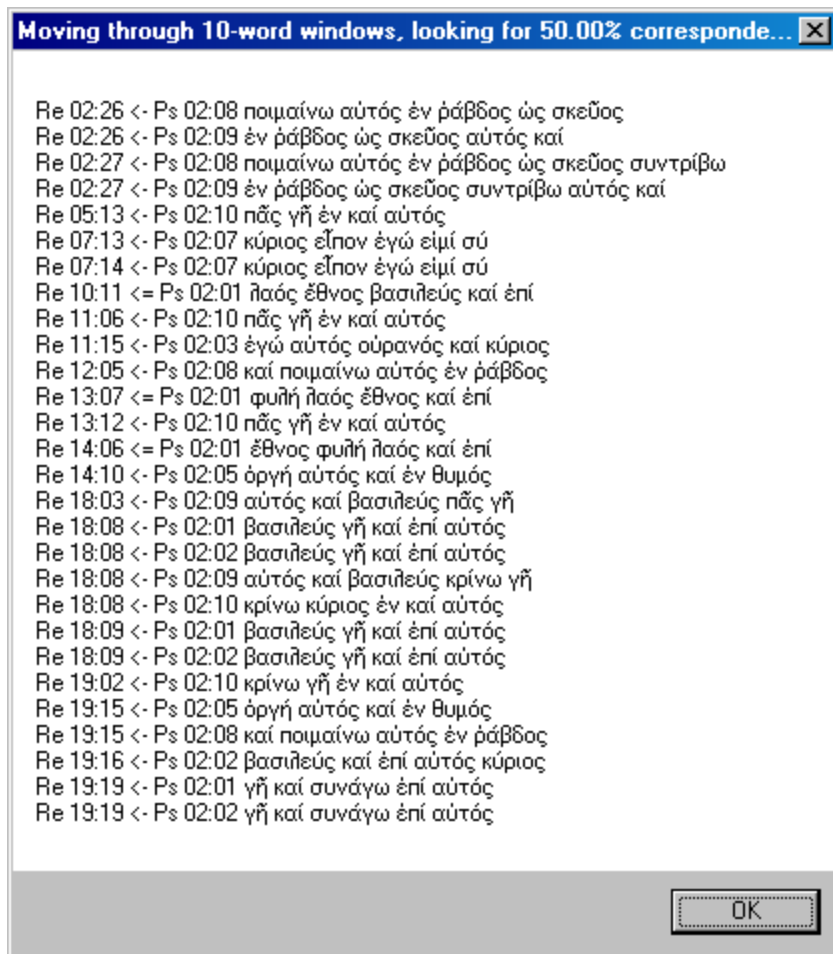 Moving through 10-word windows, looking for 50.00% corresponde...
Re 02:26 <- Ps 02:08 ποιμαίνω αὐτός ἐν ῥάβδος ὡς σκεῦος
Re 02:26 <- Ps 02:09 ἐν ῥάβδος ὡς σκεῦος αὐτός καί
Re 02:27 <- Ps 02:08 ποιμαίνω αὐτός ἐν ῥάβδος ὡς σκεῦος συντρίβω
Re 02:27 <- Ps 02:09 ἐν ῥάβδος ὡς σκεῦος συντρίβω αὐτός καί
Re 05:13 <- Ps 02:10 πᾶς γῆ ἐν καί αὐτός
Re 07:13 <- Ps 02:07 κύριος εἶπον ἐγώ εἰμί σύ
Re 07:14 <- Ps 02:07 κύριος εἶπον ἐγώ εἰμί σύ
Re 10:11 <= Ps 02:01 λαός ἔθνος βασιλεύς καί ἐπί
Re 11:06 <- Ps 02:10 πᾶς γῆ ἐν καί αὐτός
Re 11:15 <- Ps 02:03 ἐγώ αὐτός οὐρανός καί κύριος
Re 12:05 <- Ps 02:08 καί ποιμαίνω αὐτός ἐν ῥάβδος
Re 13:07 <= Ps 02:01 φυλή λαός ἔθνος καί ἐπί
Re 13:12 <- Ps 02:10 πᾶς γῆ ἐν καί αὐτός
Re 14:06 <= Ps 02:01 ἔθνος φυλή λαός καί ἐπί
Re 14:10 <- Ps 02:05 ὀργή αὐτός καί ἐν θυμός
Re 18:03 <- Ps 02:09 αὐτός καί βασιλεύς πᾶς γῆ
Re 18:08 <- Ps 02:01 βασιλεύς γῆ καί ἐπί αὐτός
Re 18:08 <- Ps 02:02 βασιλεύς γῆ καί ἐπί αὐτός
Re 18:08 <- Ps 02:09 αὐτός καί βασιλεύς κρίνω γῆ
Re 18:08 <- Ps 02:10 κρίνω κύριος ἐν καί αὐτός
Re 18:09 <- Ps 02:01 βασιλεύς γῆ καί ἐπί αὐτός
Re 18:09 <- Ps 02:02 βασιλεύς γῆ καί ἐπί αὐτός
Re 19:02 <- Ps 02:10 κρίνω γῆ ἐν καί αὐτός
Re 19:15 <- Ps 02:05 ὀργή αὐτός καί ἐν θυμός
Re 19:15 <- Ps 02:08 καί ποιμαίνω αὐτός ἐν ῥάβδος
Re 19:16 <- Ps 02:02 βασιλεύς καί ἐπί αὐτός κύριος
Re 19:19 <- Ps 02:01 γῆ καί συνάγω ἐπί αὐτός
Re 19:19 <- Ps 02:02 γῆ καί συνάγω ἐπί αὐτός
OK